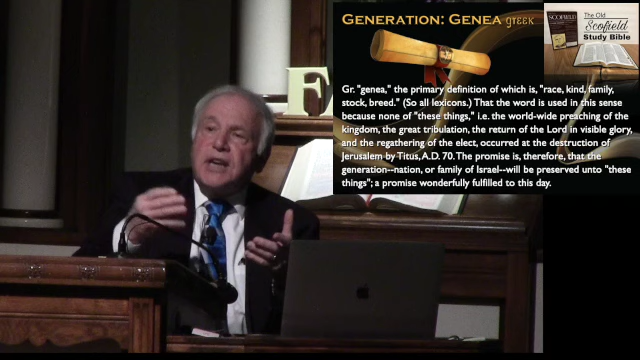 GENERATION: GENEA greek
The Old
Scofield
Study Bible
SCOFIELD
Gr. "genea," the primary definition of which is, "race, kind, family,
stock, breed." (So all lexicons.) That the word is used in this sense
because none of "these things," i.e. the world-wide preaching of the
kingdom, the great tribulation, the return of the Lord in visible glory,
and the regathering of the elect, occurred at the destruction of
Jerusalem by Titus, A.D. 70. The promise is, therefore, that the
generation--nation, or family of Israel--will be preserved unto "these
things"; a promise wonderfully fulfilled to this day.
F